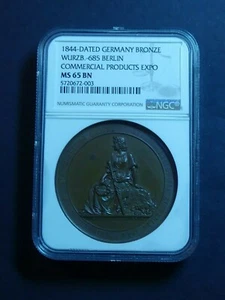 1844-DATED GERMANY BRONZE
WURZB.-685 BERLIN
COMMERCIAL PRODUCTS EXPO
MS 65 BN
5720672-003
NUMISMATIC GUARANTY CORPORATION
NGC